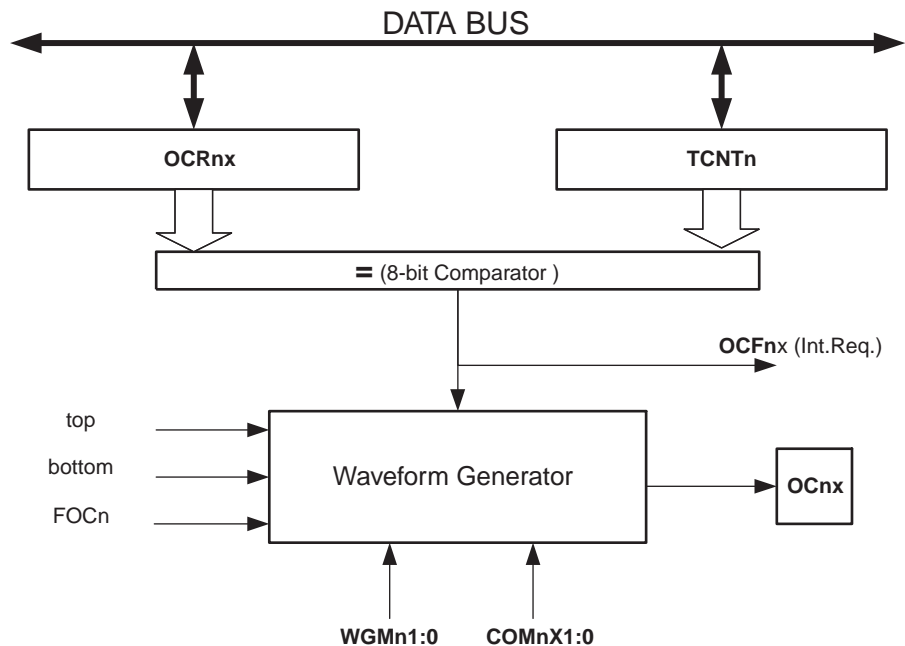 DATA BUS
OCRnx
TCNTn
= (8-bit Comparator )
OCFnx (Int.Req.)
top
bottom
FOCn
Waveform Generator
OCnx
WGMn1:0
COMnX1:0